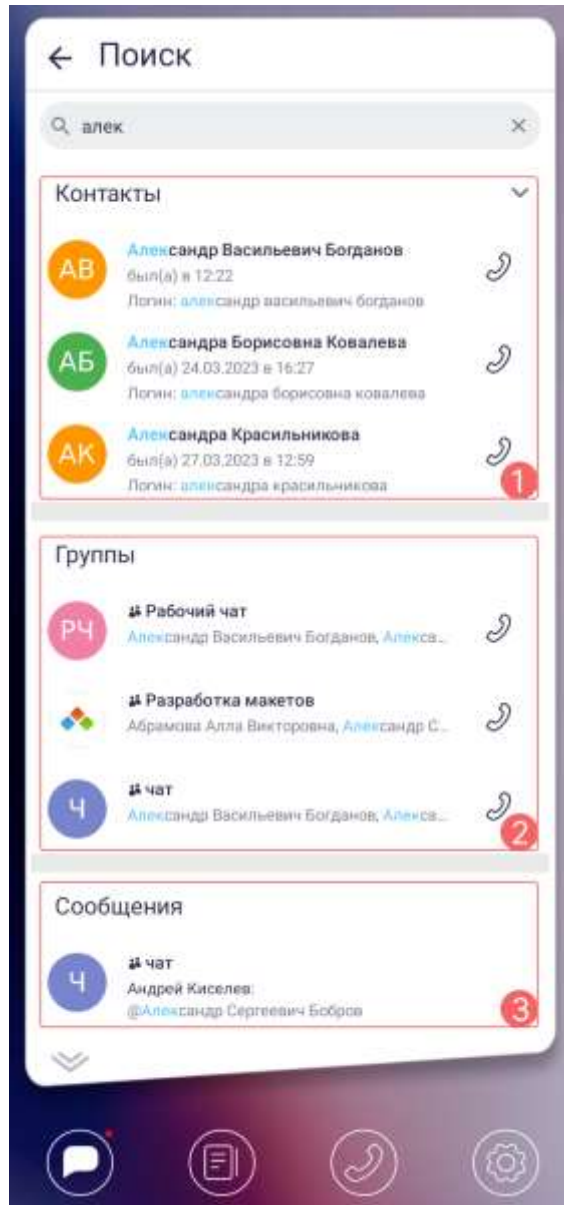 Поиск
алек
Контакты
АВ
Александр Васильевич Богданов
был(а) в 12:22
Логин: александр васильевич богданов
АБ
Александра Борисовна Ковалева
был(а) 24.03.2023 в 16:27
Логин: александра борисовна ковалева
АК
Александра Красильникова
был(а) 27.03.2023 в 12:59
Логин: александра красильникова
1
Группы
РЧ
Рабочий чат
Александр Васильевич Богданов, Алекса...
Разработка макетов
Абрамова Алла Викторовна, Александр С...
Ч
чат
Александр Васильевич Богданов, Алекса...
2
Сообщения
Ч
чат
Андрей Киселев:
@Александр Сергеевич Бобров
3